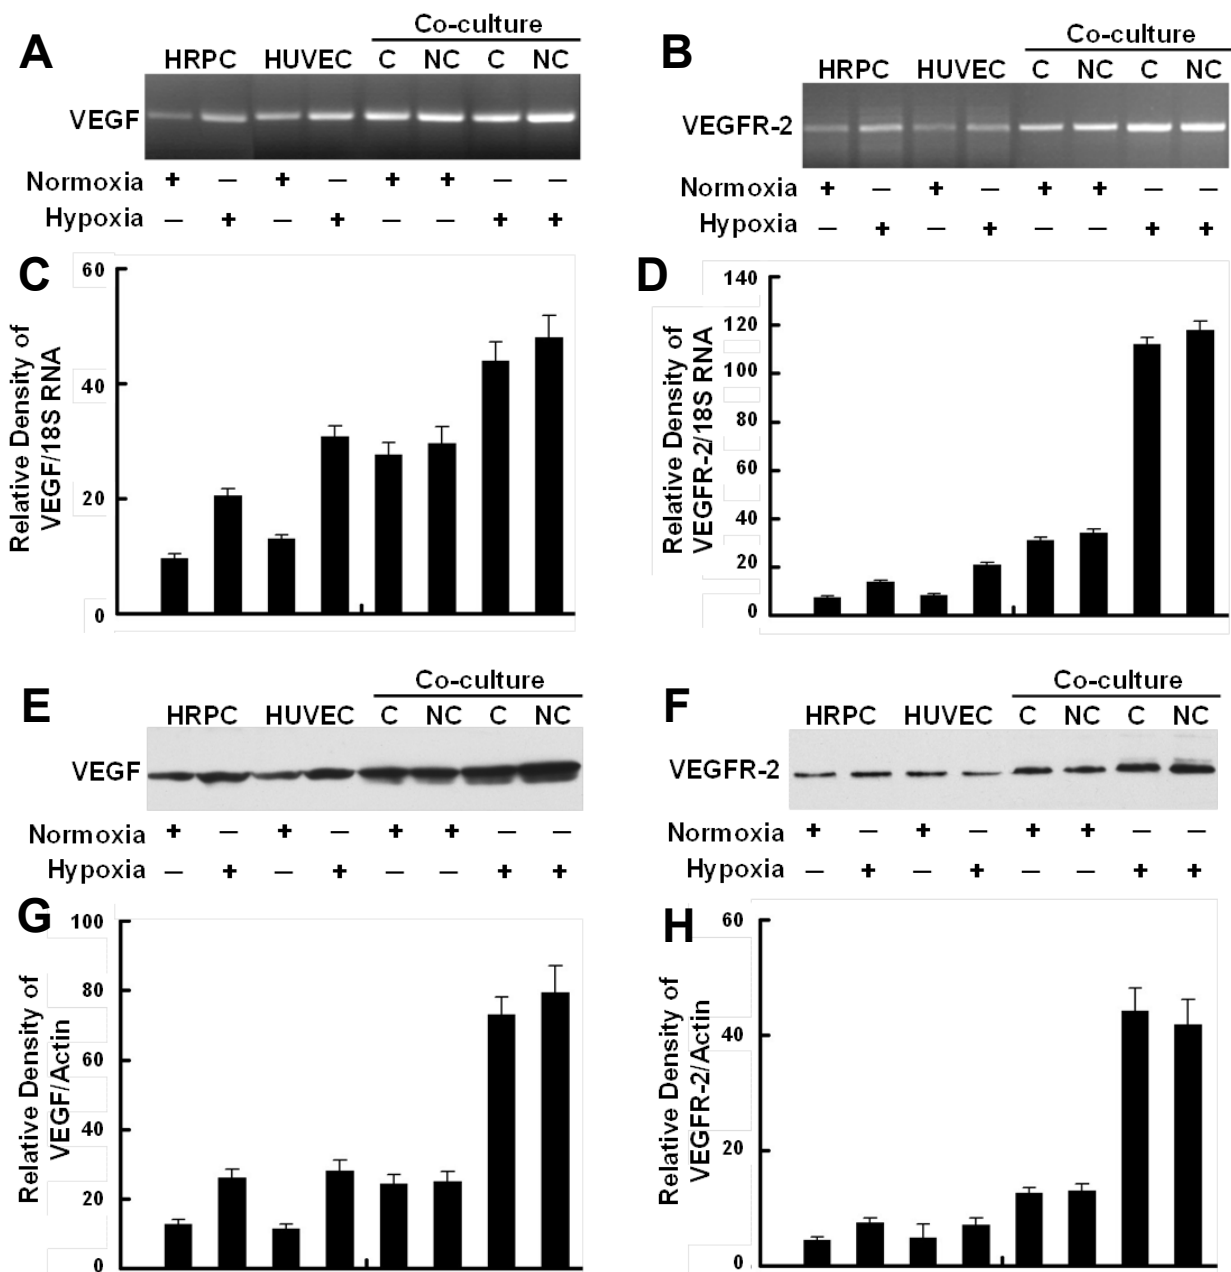 A
Co-culture
HRPC HUVEC C NC C NC
VEGF
Normoxia + — + — + + — —
Hypoxia — + — + — — + +
B
Co-culture
HRPC HUVEC C NC C NC
VEGFR-2
Normoxia + — + — + + — —
Hypoxia — + — + — — + +
C
Relative Density of
VEGF/18S RNA
60
40
20
0
D
Relative Density of
VEGFR-2/18S RNA
140
120
100
80
60
40
20
0
E
Co-culture
HRPC HUVEC C NC C NC
VEGF
Normoxia + — + — + + — —
Hypoxia — + — + — — + +
F
Co-culture
HRPC HUVEC C NC C NC
VEGFR-2
Normoxia + — + — + + — —
Hypoxia — + — + — — + +
G
Relative Density of
VEGF/Actin
100
80
60
40
20
0
H
Relative Density of
VEGFR-2/Actin
60
40
20
0